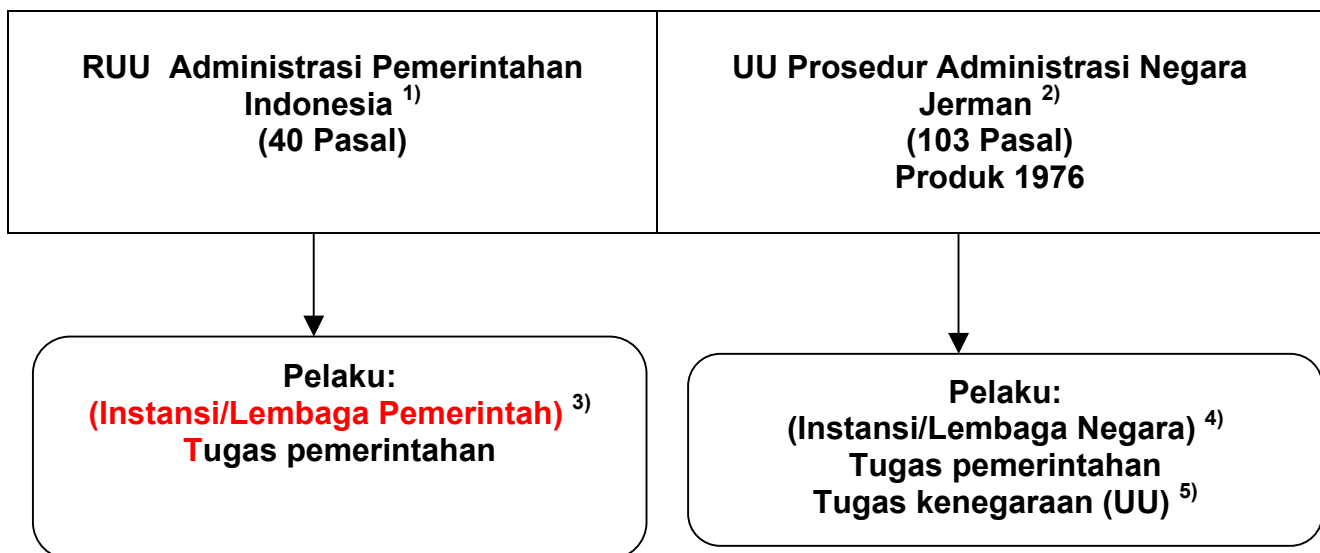 RUU Administrasi Pemerintahan
Indonesia 1)
(40 Pasal)
UU Prosedur Administrasi Negara
Jerman 2)
(103 Pasal)
Produk 1976
Pelaku:
(Instansi/Lembaga Pemerintah) 3)
Tugas pemerintahan
Pelaku:
(Instansi/Lembaga Negara) 4)
Tugas pemerintahan
Tugas kenegaraan (UU) 5)